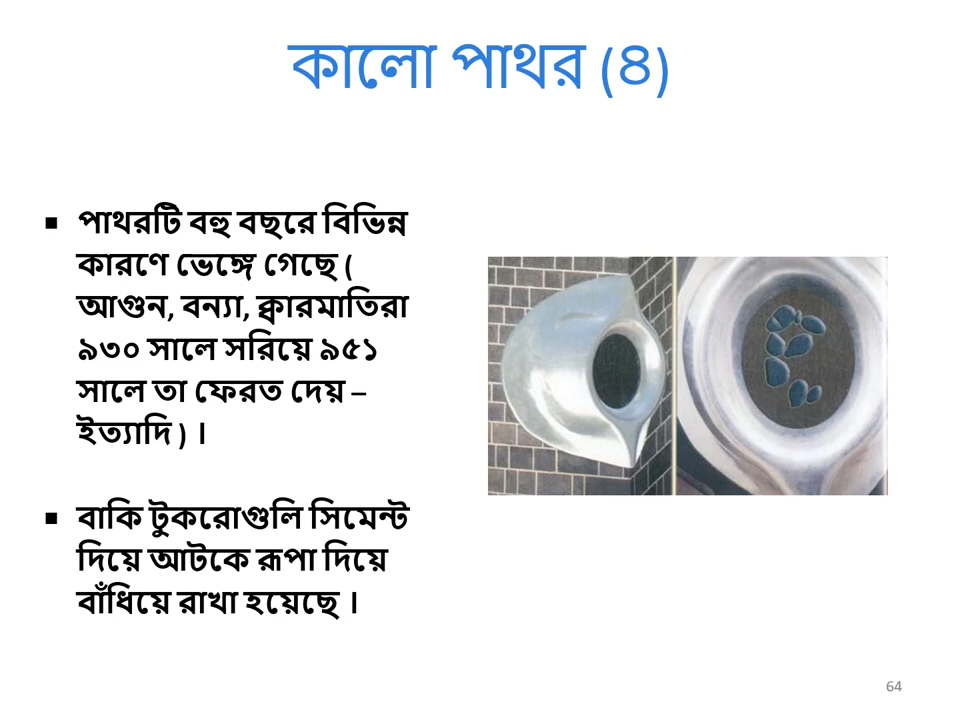 কালো পাথর (৪)
▪ পাথরটি বহু বছরে বিভিন্ন
কারণে ভেঙ্গে গেছে (
আগুন, বন্যা, ক্বারমাতিরা
৯৩০ সালে সরিয়ে ৯৫১
সালে তা ফেরত দেয় –
ইত্যাদি ) ।
▪ বাকি টুকরোগুলি সিমেন্ট
দিয়ে আটকে রূপা দিয়ে
বাঁধিয়ে রাখা হয়েছে ।
64